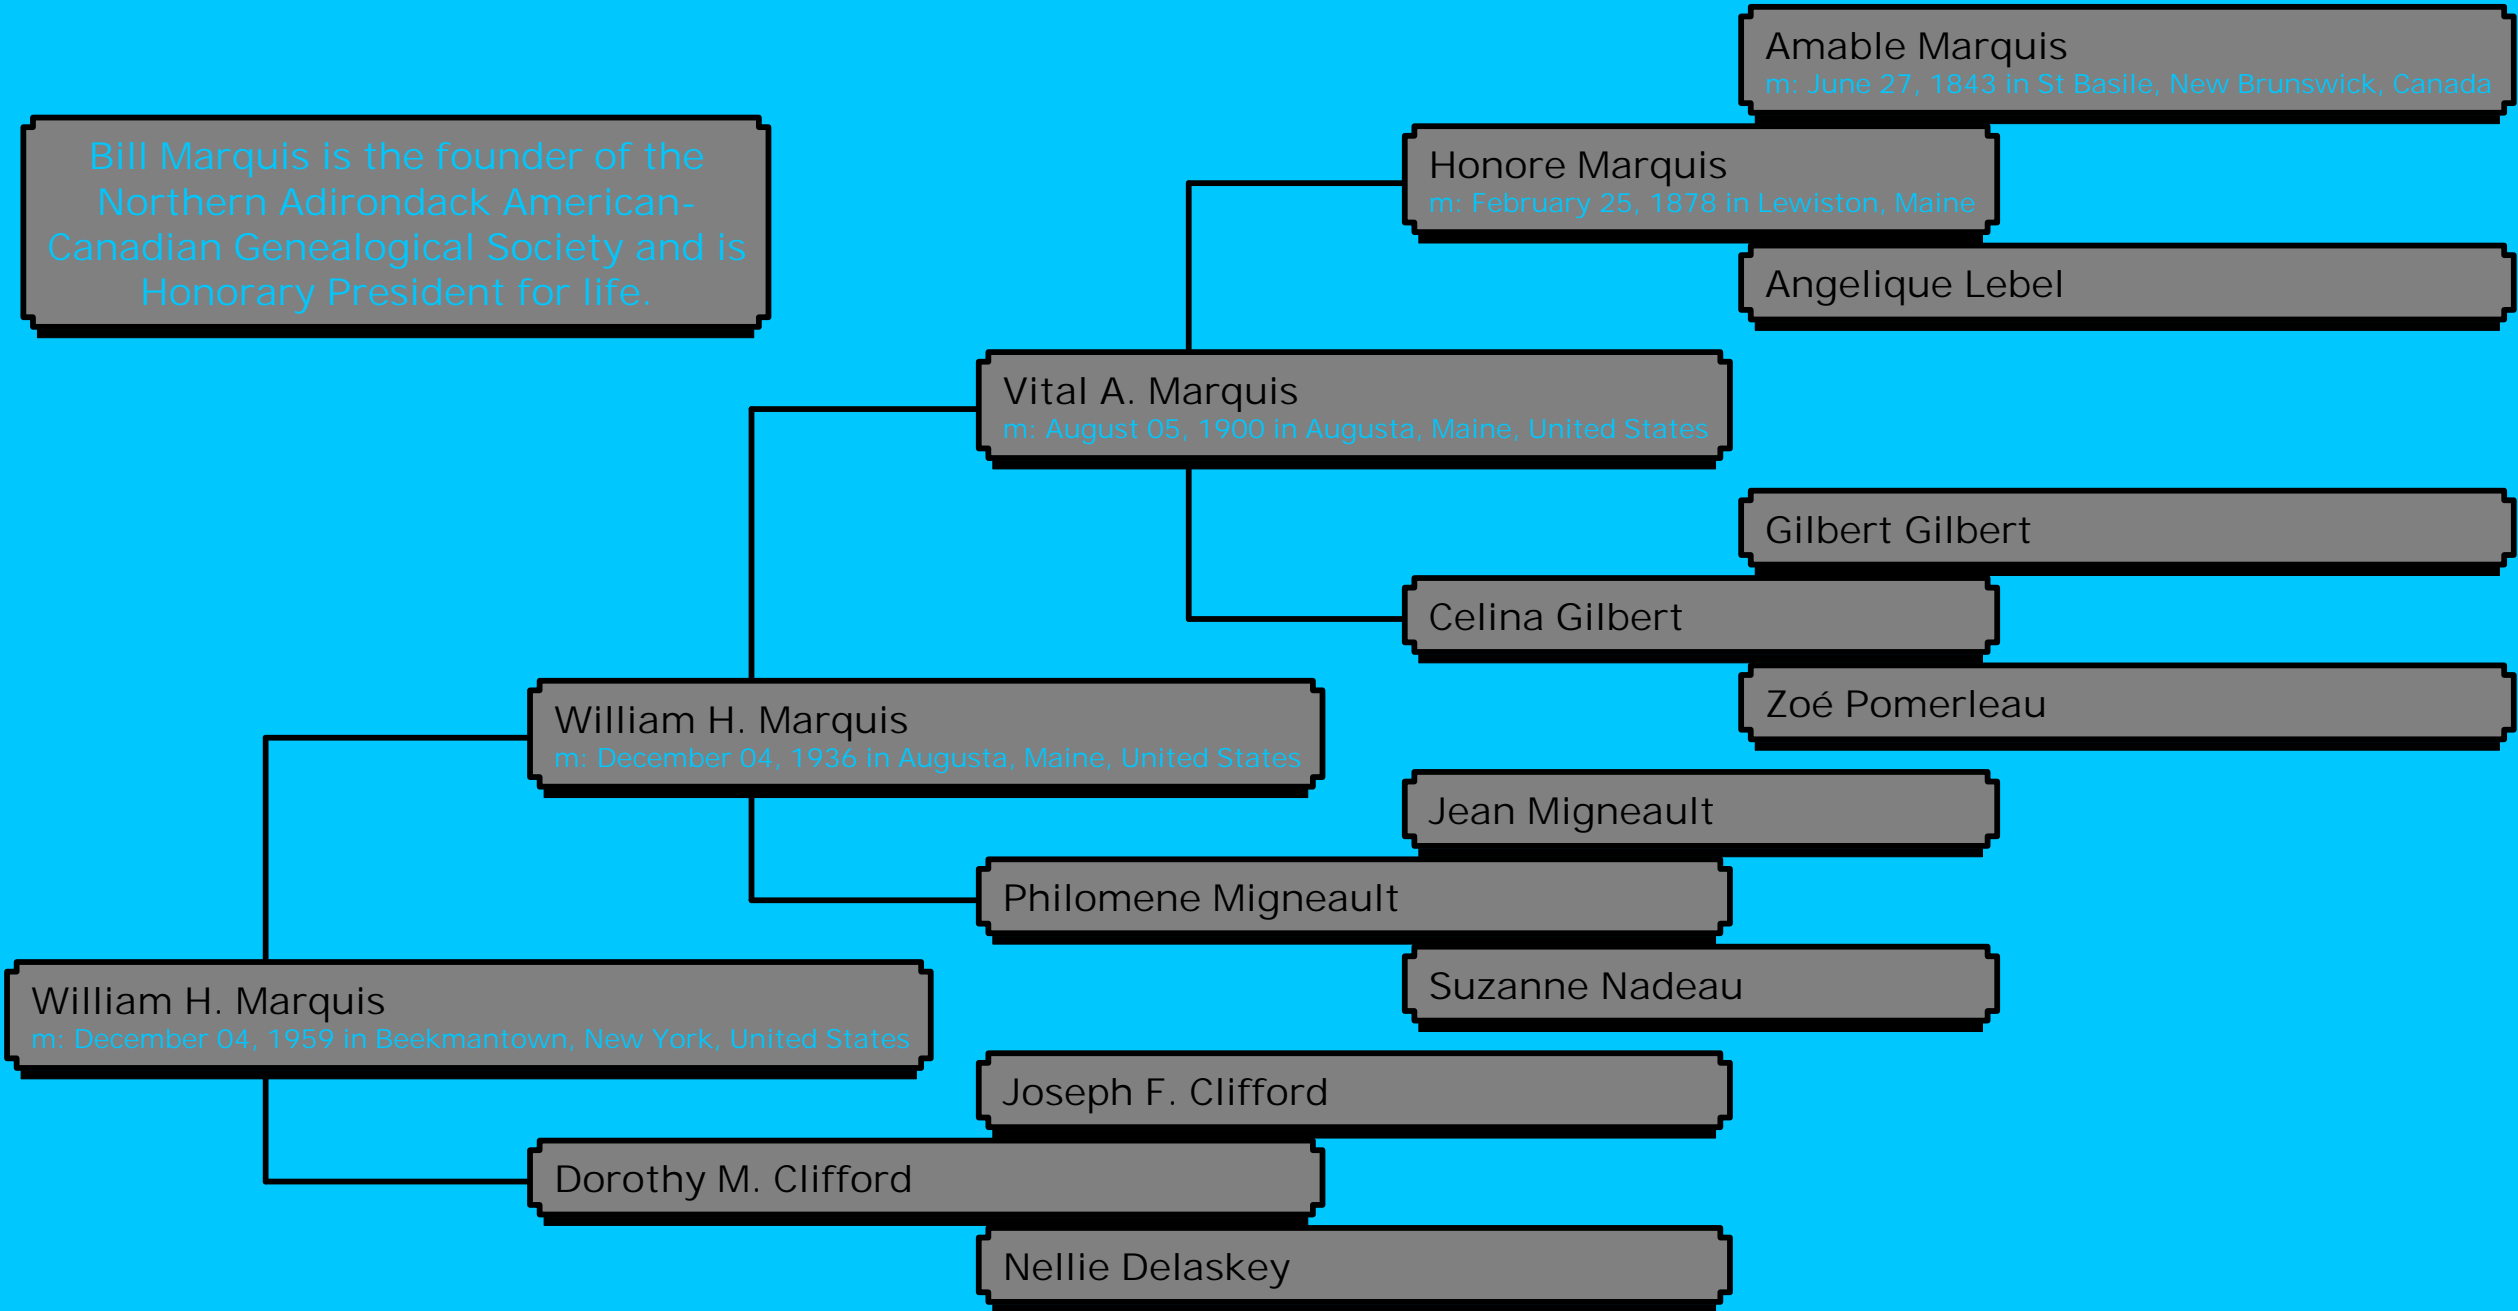 Amable Marquis
m: June 27, 1843 in St Basile, New Brunswick, Canada
Bill Marquis is the founder of the
Northern Adirondack American-
Canadian Genealogical Society and is
Honorary President for life.
Honore Marquis
m: February 25, 1878 in Lewiston, Maine
Angelique Lebel
Vital A. Marquis
m: August 05, 1900 in Augusta, Maine, United States
Gilbert Gilbert
Celina Gilbert
Zoé Pomerleau
William H. Marquis
m: December 04, 1936 in Augusta, Maine, United States
Jean Migneault
Philomene Migneault
Suzanne Nadeau
William H. Marquis
m: December 04, 1959 in Beekmantown, New York, United States
Joseph F. Clifford
Dorothy M. Clifford
Nellie Delaskey